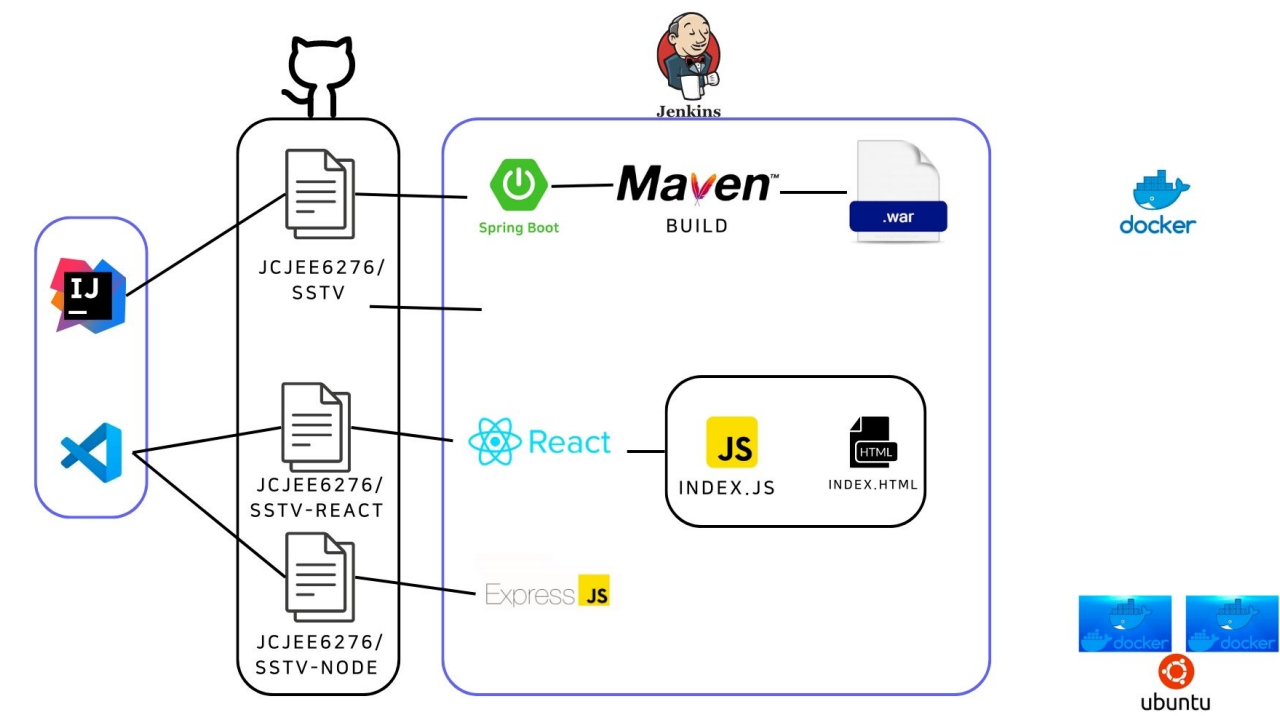 Jenkins
IJ
JCJEE6276/
SSTV
Spring Boot
Maven™
BUILD
.war
docker
JCJEE6276/
SSTV-REACT
React
JS
INDEX.JS
HTML
INDEX.HTML
JCJEE6276/
SSTV-NODE
Express JS
docker
docker
ubuntu